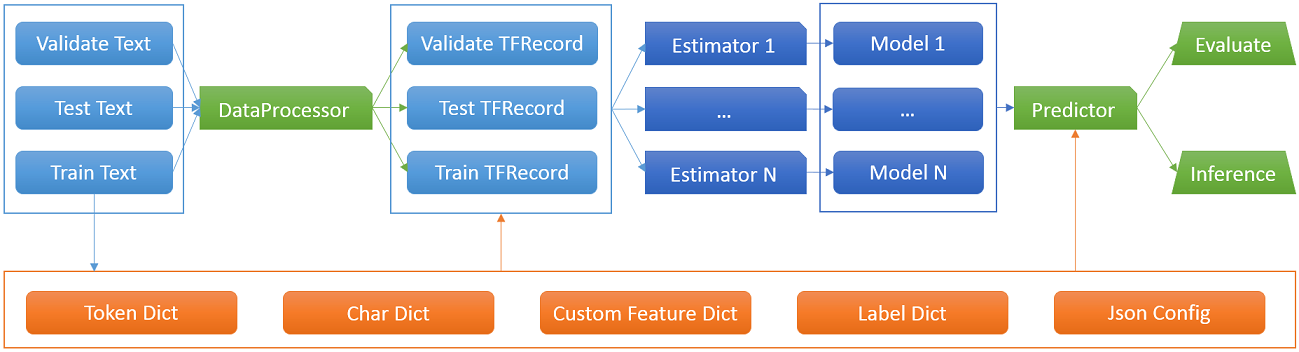 Validate Text
Test Text
Train Text
DataProcessor
Validate TFRecord
Test TFRecord
Train TFRecord
Estimator 1
...
Estimator N
Model 1
...
Model N
Predictor
Evaluate
Inference
Token Dict
Char Dict
Custom Feature Dict
Label Dict
Json Config